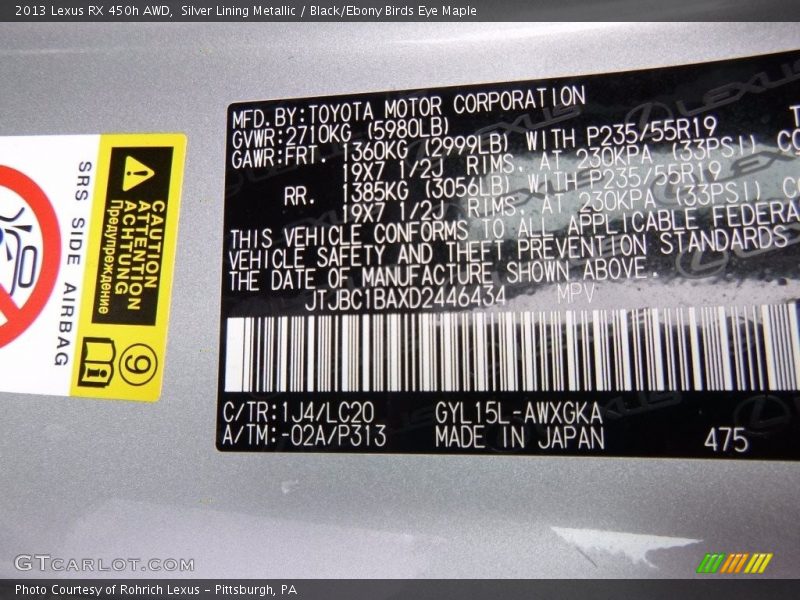 2013 Lexus RX 450h AWD,  Silver Lining Metallic / Black/Ebony Birds Eye Maple
MFD.BY:TOYOTA MOTOR CORPORATION
GVWR:2710KG (5980LB)
GAWR:FRT. 1360KG (2999LB) WITH P235/55R19
19X7 1/2J RIMS. AT 230KPA (33PSI)
RR. 1385KG (3056LB) WITH P235/55R19
19X7 1/2J RIMS. AT 230KPA (33PSI)
THIS VEHICLE CONFORMS TO ALL APPLICABLE FEDERA
VEHICLE SAFETY AND THEFT PREVENTION STANDARDS
THE DATE OF MANUFACTURE SHOWN ABOVE.
JTJBC1BAXD2446434 MPV
C/TR:1J4/LC20 GYL15L-AWXGKA
A/TM:-02A/P313 MADE IN JAPAN 475
SRS SIDE AIRBAG
CAUTION
ATTENTION
ACHTUNG
Предупреждение
9
GTCARLOT.COM
Photo Courtesy of Rohrich Lexus – Pittsburgh, PA